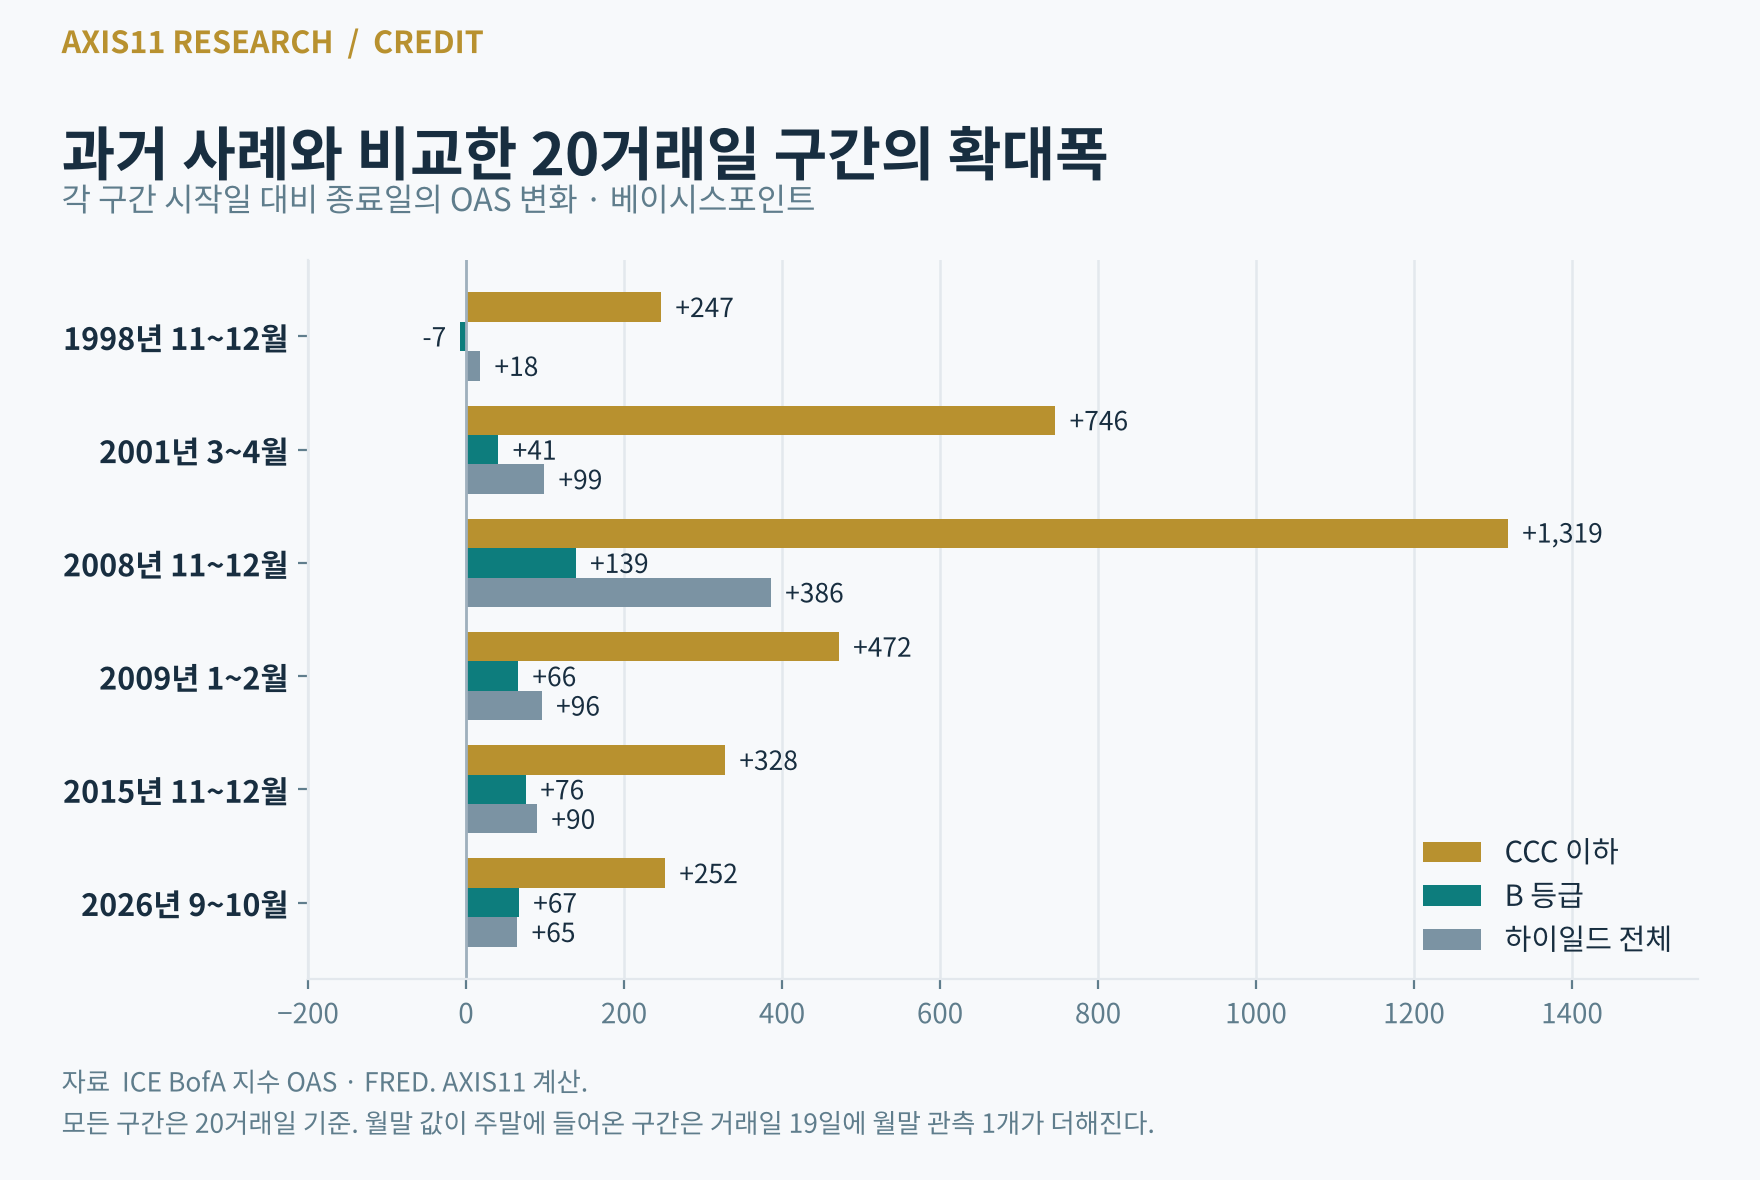 AXIS11 RESEARCH / CREDIT
과거 사례와 비교한 20거래일 구간의 확대폭
각 구간 시작일 대비 종료일의 OAS 변화 · 베이시스포인트
1998년 11~12월
+247
-7
+18
2001년 3~4월
+746
+41
+99
2008년 11~12월
+1,319
+139
+386
2009년 1~2월
+472
+66
+96
2015년 11~12월
+328
+76
+90
2026년 9~10월
+252
+67
+65
CCC 이하
B 등급
하이일드 전체
−200 0 200 400 600 800 1000 1200 1400
자료 ICE BofA 지수 OAS · FRED. AXIS11 계산.
모든 구간은 20거래일 기준. 월말 값이 주말에 들어온 구간은 거래일 19일에 월말 관측 1개가 더해진다.